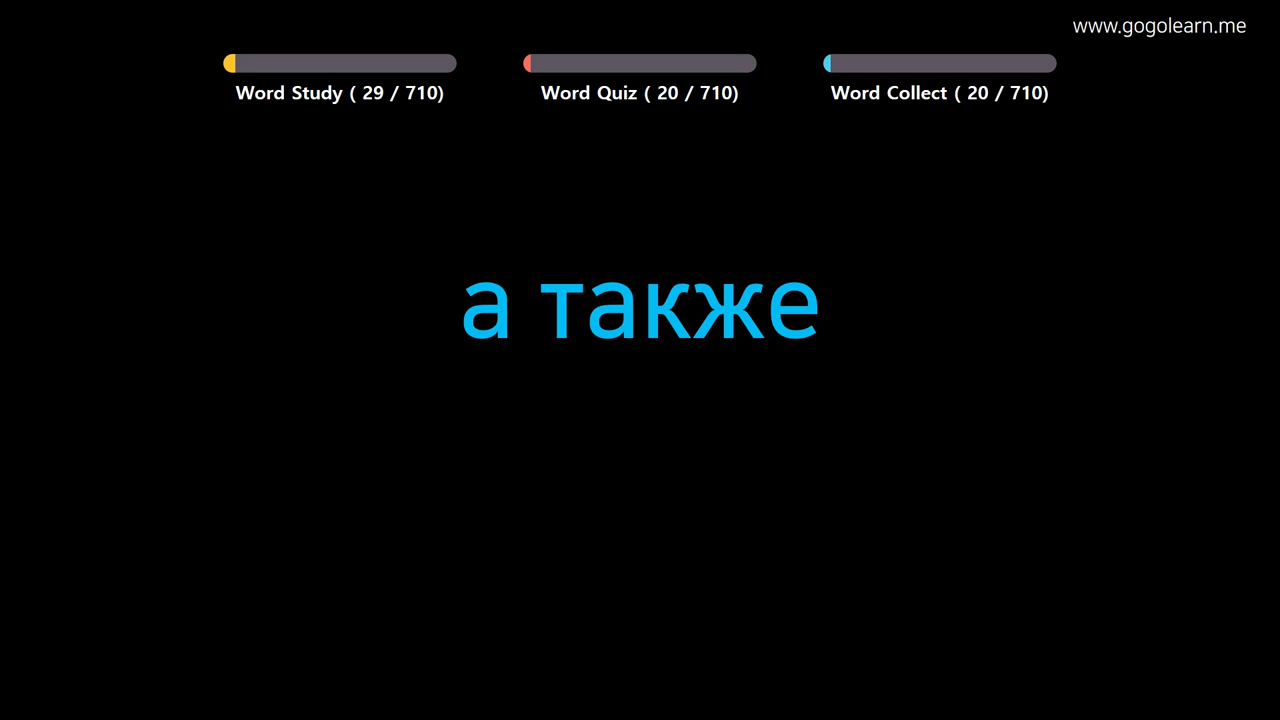 www.gogolearn.me
Word Study ( 29 / 710)
Word Quiz ( 20 / 710)
Word Collect ( 20 / 710)
а также